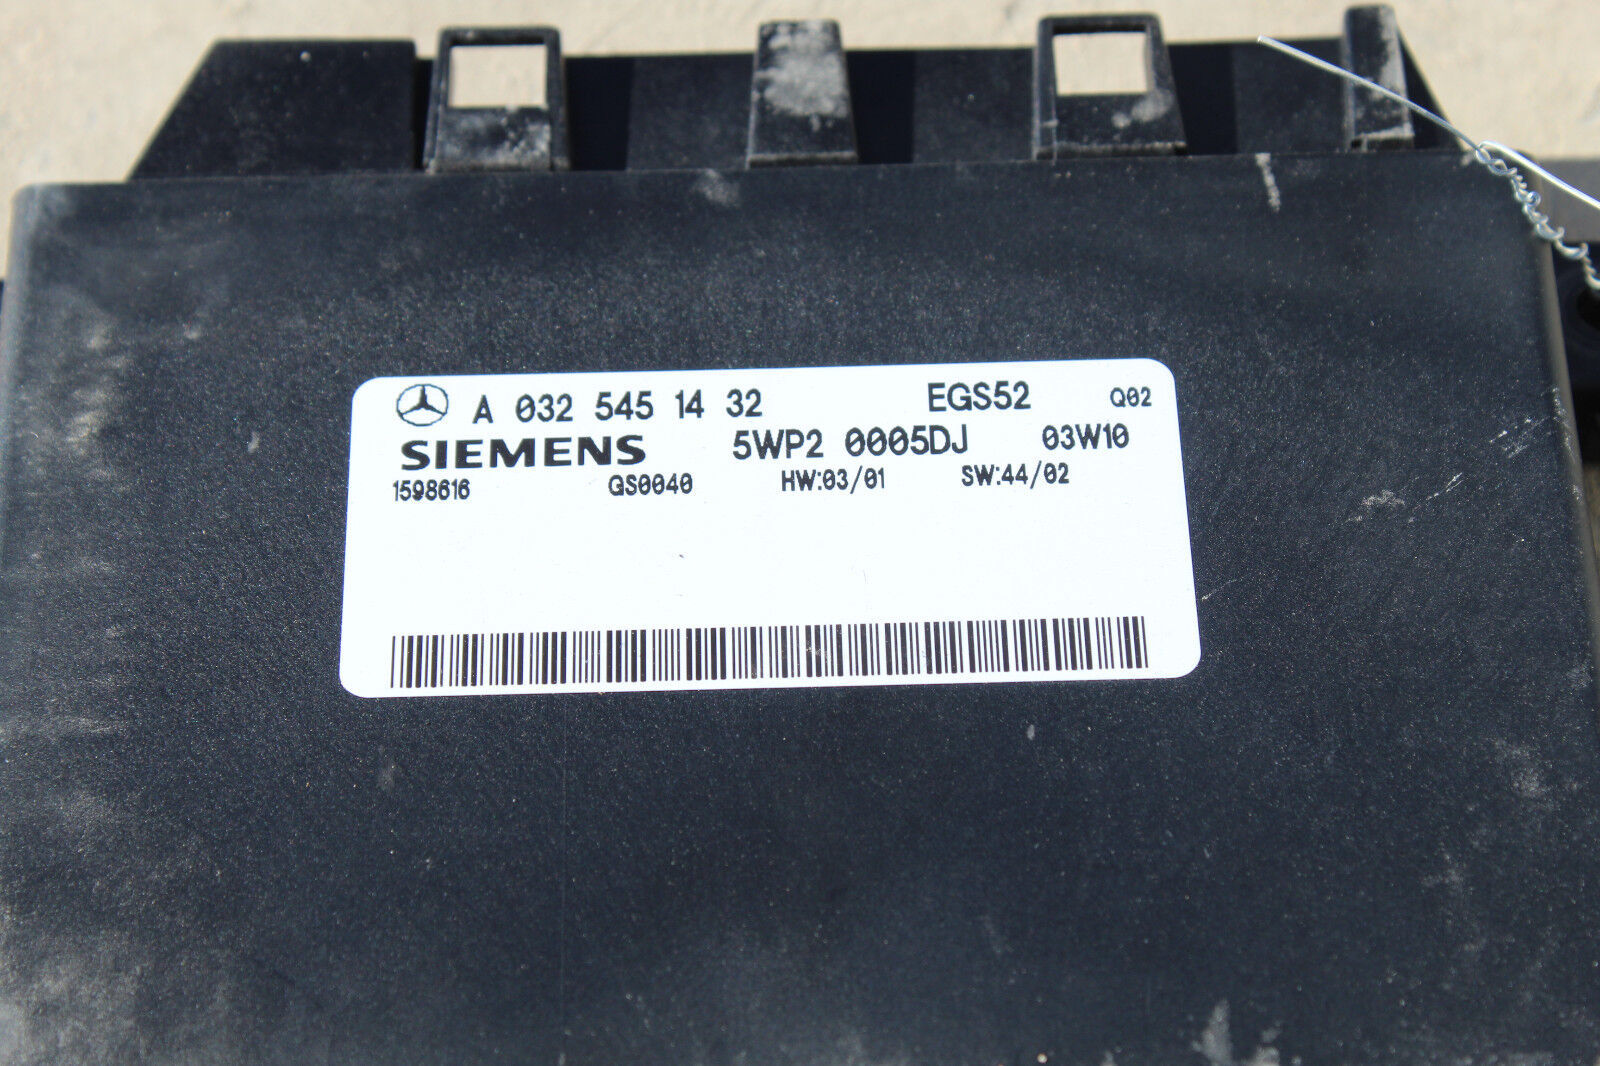 A 032 545 14 32 EGS52 Q02
SIEMENS 5WP2 0005DJ 03W10
1598616 GS0040 HW:03/01 SW:44/02